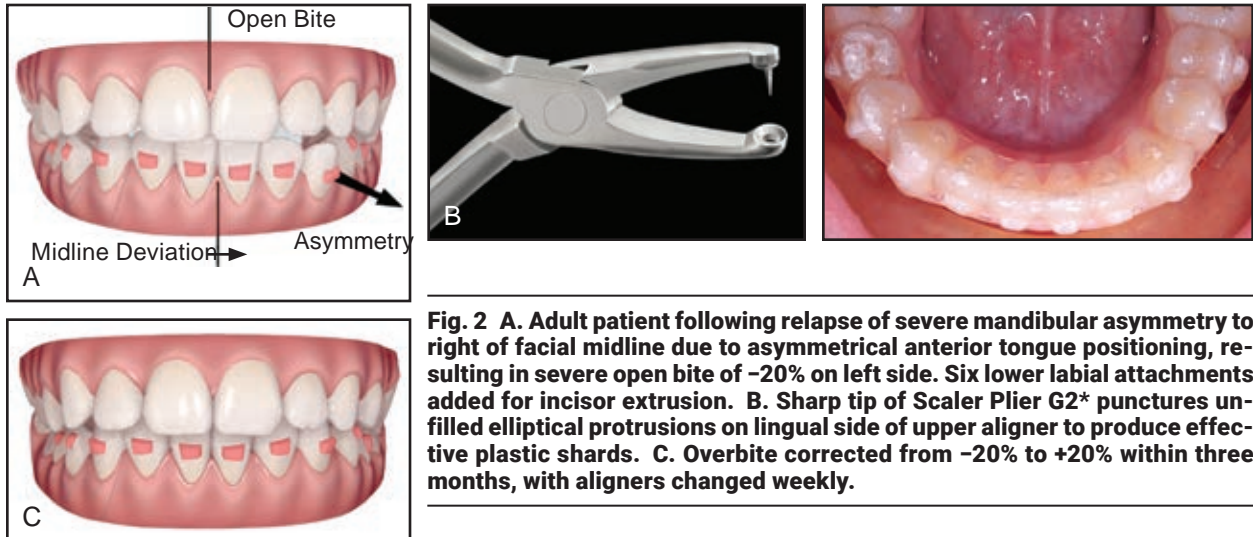 Open Bite
Midline Deviation
Asymmetry
A
B
C
Fig. 2 A. Adult patient following relapse of severe mandibular asymmetry to
right of facial midline due to asymmetrical anterior tongue positioning, re-
sulting in severe open bite of –20% on left side. Six lower labial attachments
added for incisor extrusion. B. Sharp tip of Scaler Plier G2* punctures un-
filled elliptical protrusions on lingual side of upper aligner to produce effec-
tive plastic shards. C. Overbite corrected from –20% to +20% within three
months, with aligners changed weekly.